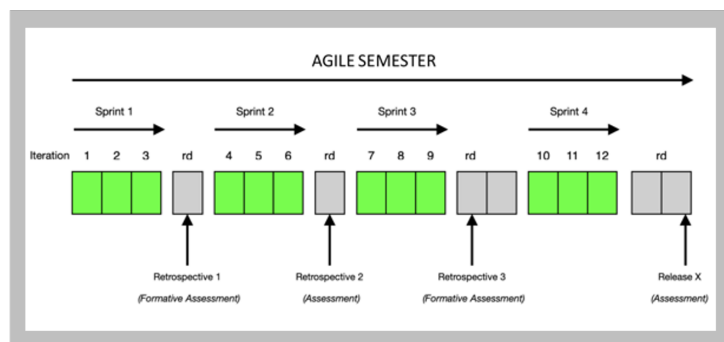 AGILE SEMESTER
Sprint 1 Sprint 2 Sprint 3 Sprint 4
Iteration 1 2 3 rd 4 5 6 rd 7 8 9 rd 10 11 12 rd
Retrospective 1 Retrospective 2 Retrospective 3 Release X
(Formative Assessment) (Assessment) (Formative Assessment) (Assessment)